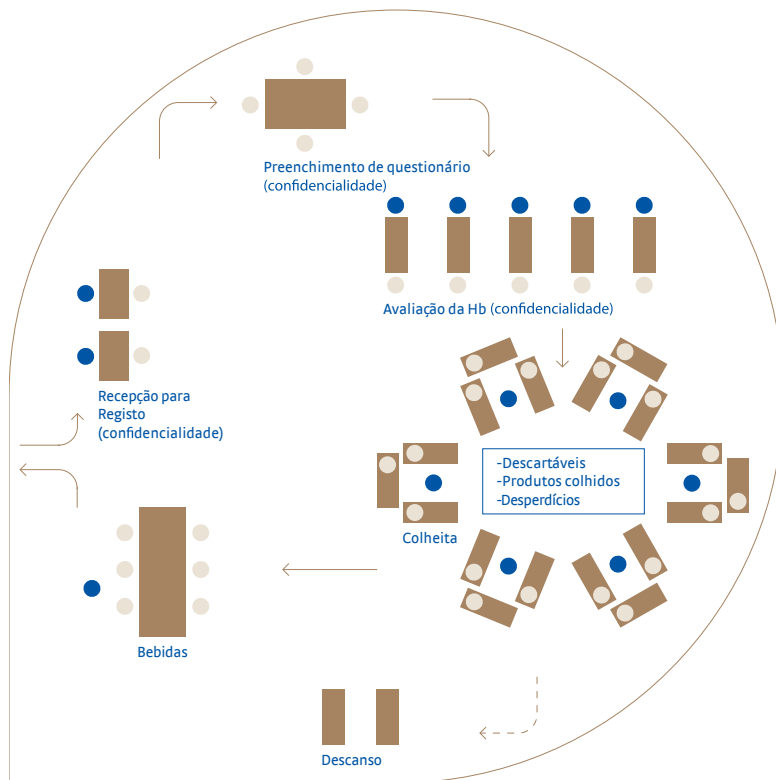 Preenchimento de questionário
(confidencialidade)
Avaliação da Hb (confidencialidade)
Recepção para
Registo
(confidencialidade)
-Descartáveis
-Produtos colhidos
-Desperdícios
Colheita
Bebidas
Descanso